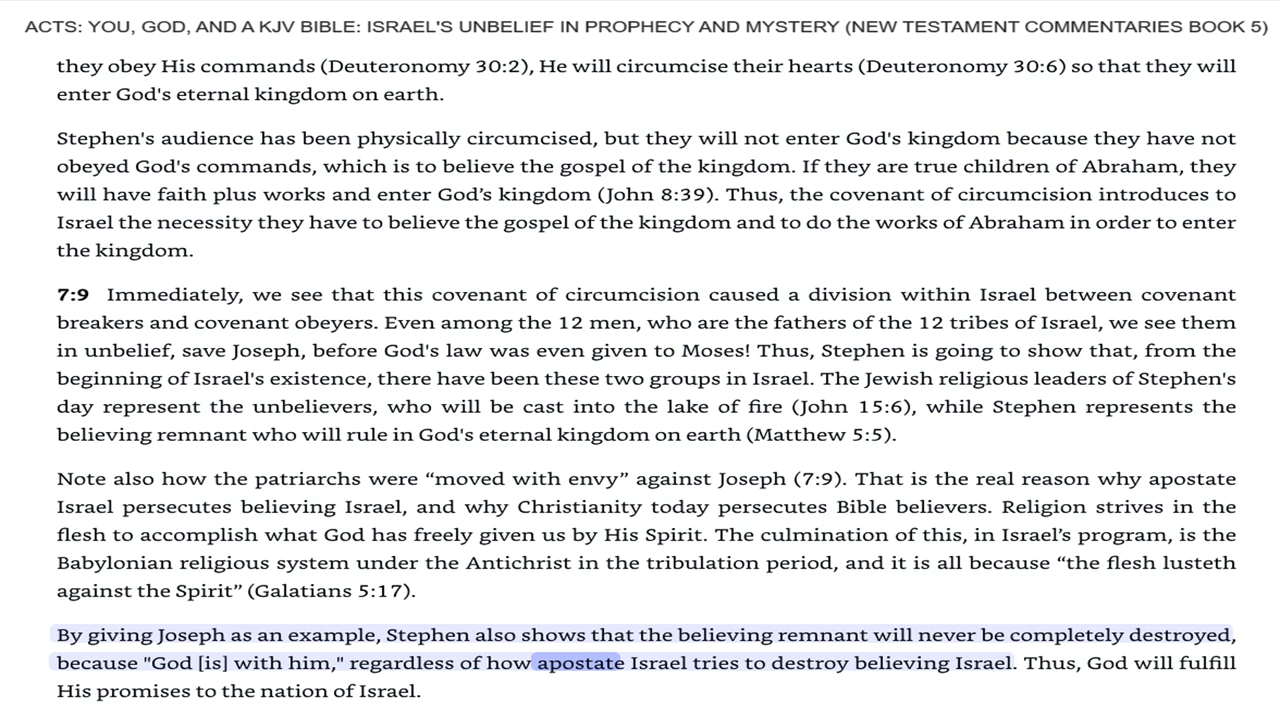 ACTS: YOU, GOD, AND A KJV BIBLE: ISRAEL'S UNBELIEF IN PROPHECY AND MYSTERY (NEW TESTAMENT COMMENTARIES BOOK 5)
they obey His commands (Deuteronomy 30:2), He will circumcise their hearts (Deuteronomy 30:6) so that they will
enter God's eternal kingdom on earth.
Stephen's audience has been physically circumcised, but they will not enter God's kingdom because they have not
obeyed God's commands, which is to believe the gospel of the kingdom. If they are true children of Abraham, they
will have faith plus works and enter God’s kingdom (John 8:39). Thus, the covenant of circumcision introduces to
Israel the necessity they have to believe the gospel of the kingdom and to do the works of Abraham in order to enter
the kingdom.
7:9 Immediately, we see that this covenant of circumcision caused a division within Israel between covenant
breakers and covenant obeyers. Even among the 12 men, who are the fathers of the 12 tribes of Israel, we see them
in unbelief, save Joseph, before God's law was even given to Moses! Thus, Stephen is going to show that, from the
beginning of Israel's existence, there have been these two groups in Israel. The Jewish religious leaders of Stephen's
day represent the unbelievers, who will be cast into the lake of fire (John 15:6), while Stephen represents the
believing remnant who will rule in God's eternal kingdom on earth (Matthew 5:5).
Note also how the patriarchs were “moved with envy” against Joseph (7:9). That is the real reason why apostate
Israel persecutes believing Israel, and why Christianity today persecutes Bible believers. Religion strives in the
flesh to accomplish what God has freely given us by His Spirit. The culmination of this, in Israel’s program, is the
Babylonian religious system under the Antichrist in the tribulation period, and it is all because “the flesh lusteth
against the Spirit” (Galatians 5:17).
By giving Joseph as an example, Stephen also shows that the believing remnant will never be completely destroyed,
because "God [is] with him," regardless of how apostate Israel tries to destroy believing Israel. Thus, God will fulfill
His promises to the nation of Israel.